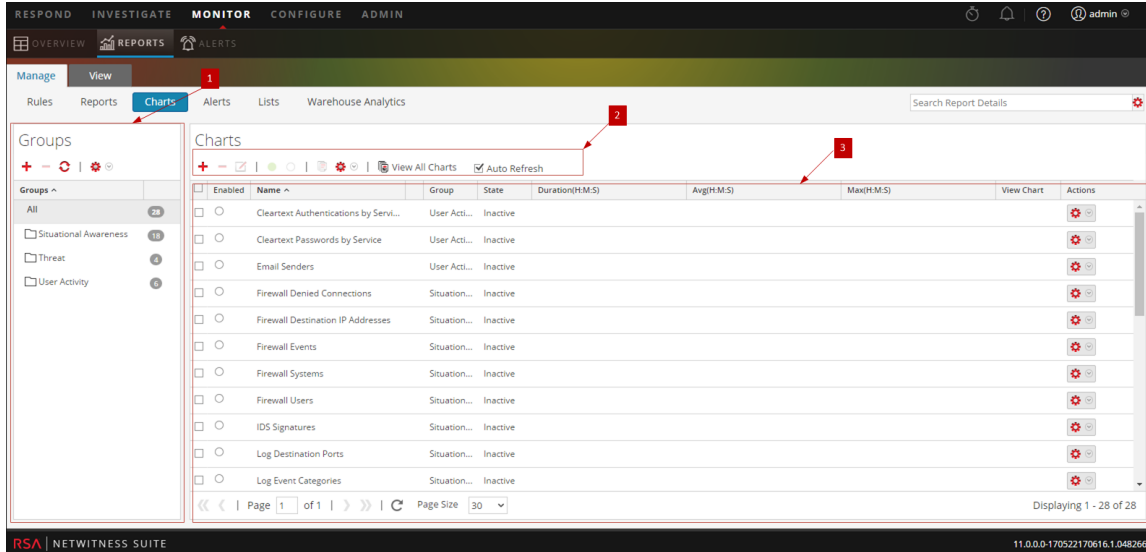 RESPOND INVESTIGATE MONITOR CONFIGURE ADMIN admin
OVERVIEW REPORTS ALERTS
Manage View
1
Rules Reports Charts Alerts Lists Warehouse Analytics Search Report Details
2
Groups
Charts
3
View All Charts Auto Refresh
Groups
Enabled Name Group State Duration(H:M:S) Avg(H:M:S) Max(H:M:S) View Chart Actions
All 28
Situational Awareness 18
Threat 4
User Activity 6
Cleartext Authentications by Servi... User Acti... Inactive
Cleartext Passwords by Service User Acti... Inactive
Email Senders User Acti... Inactive
Firewall Denied Connections Situation... Inactive
Firewall Destination IP Addresses Situation... Inactive
Firewall Events Situation... Inactive
Firewall Systems Situation... Inactive
Firewall Users Situation... Inactive
IDS Signatures Situation... Inactive
Log Destination Ports Situation... Inactive
Log Event Categories Situation... Inactive
Page 1 of 1 Page Size 30 Displaying 1 - 28 of 28
RSA NETWITNESS SUITE 11.0.0.0-170522170616.1.048266